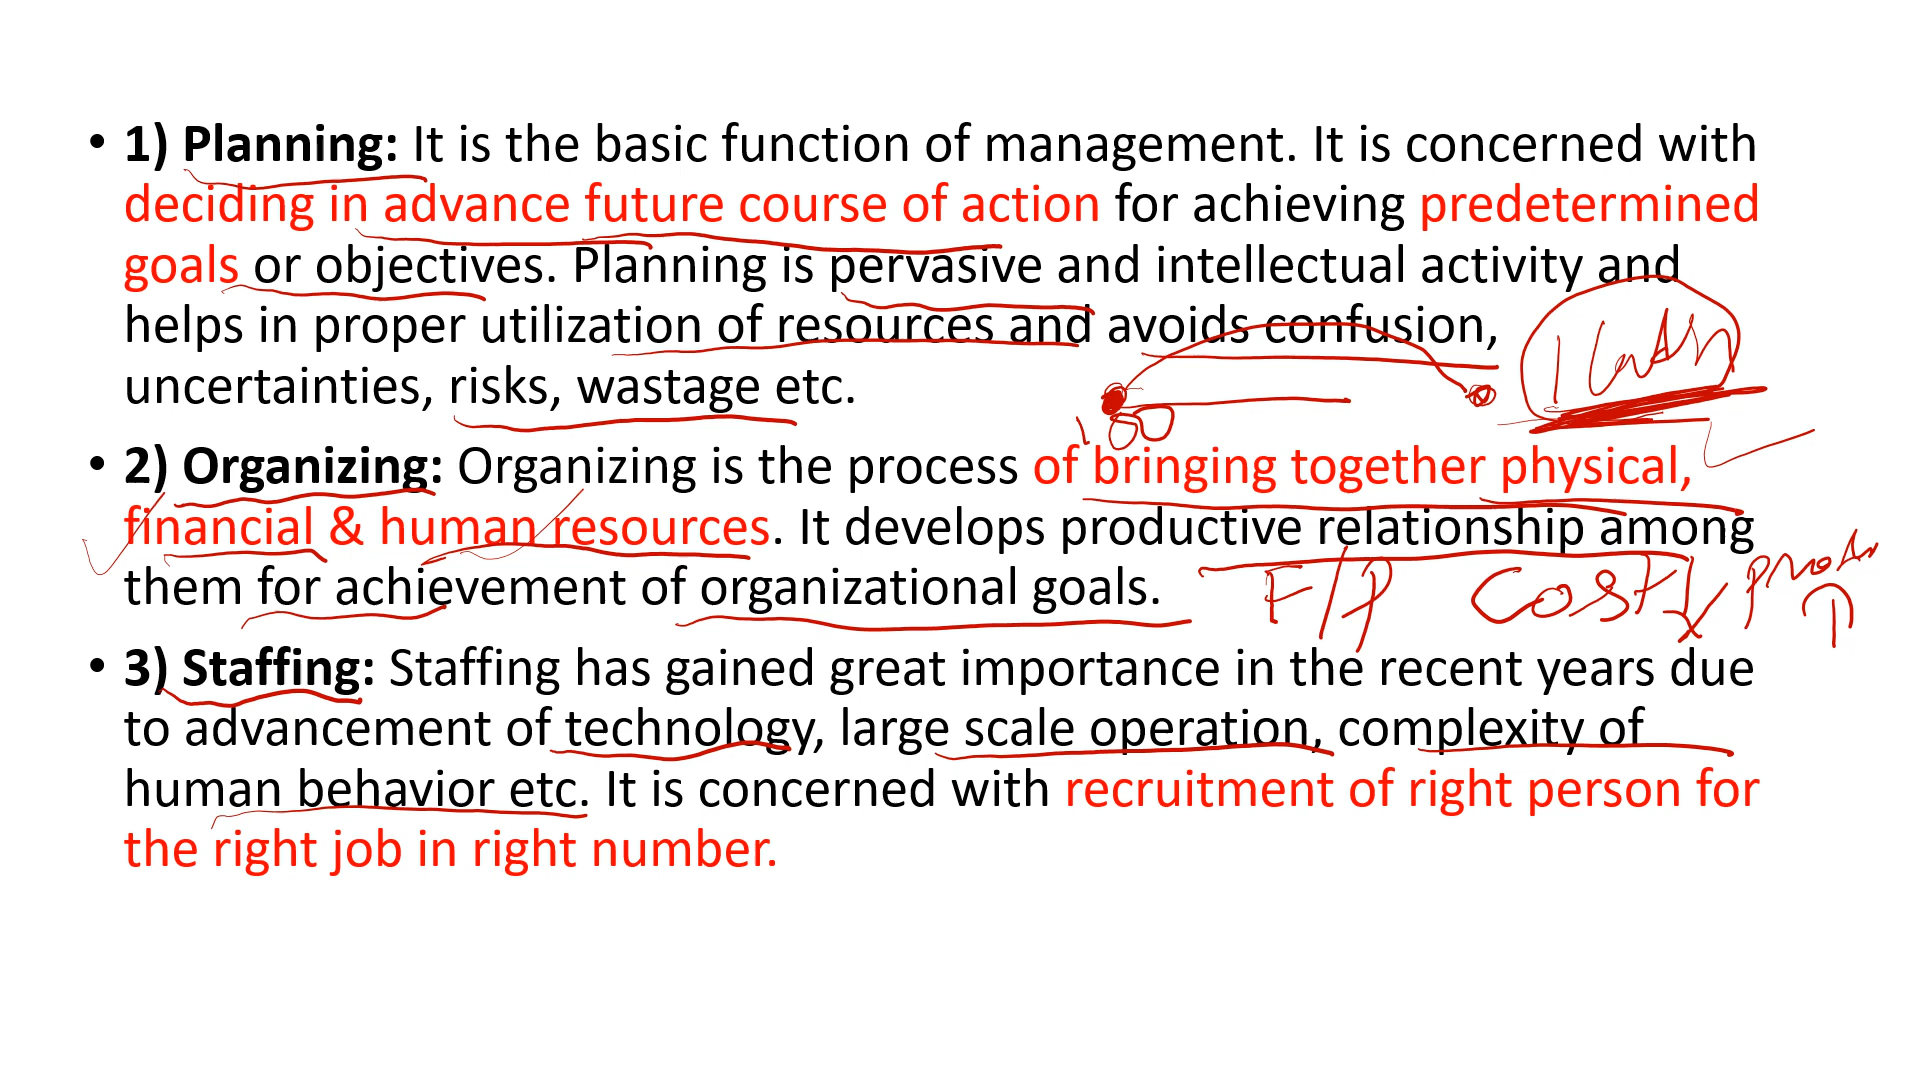 • 1) Planning: It is the basic function of management. It is concerned with
deciding in advance future course of action for achieving predetermined
goals or objectives. Planning is pervasive and intellectual activity and
helps in proper utilization of resources and avoids confusion,
uncertainties, risks, wastage etc.
• 2) Organizing: Organizing is the process of bringing together physical,
financial & human resources. It develops productive relationship among
them for achievement of organizational goals.
F/P Cost
• 3) Staffing: Staffing has gained great importance in the recent years due
to advancement of technology, large scale operation, complexity of
human behavior etc. It is concerned with recruitment of right person for
the right job in right number.